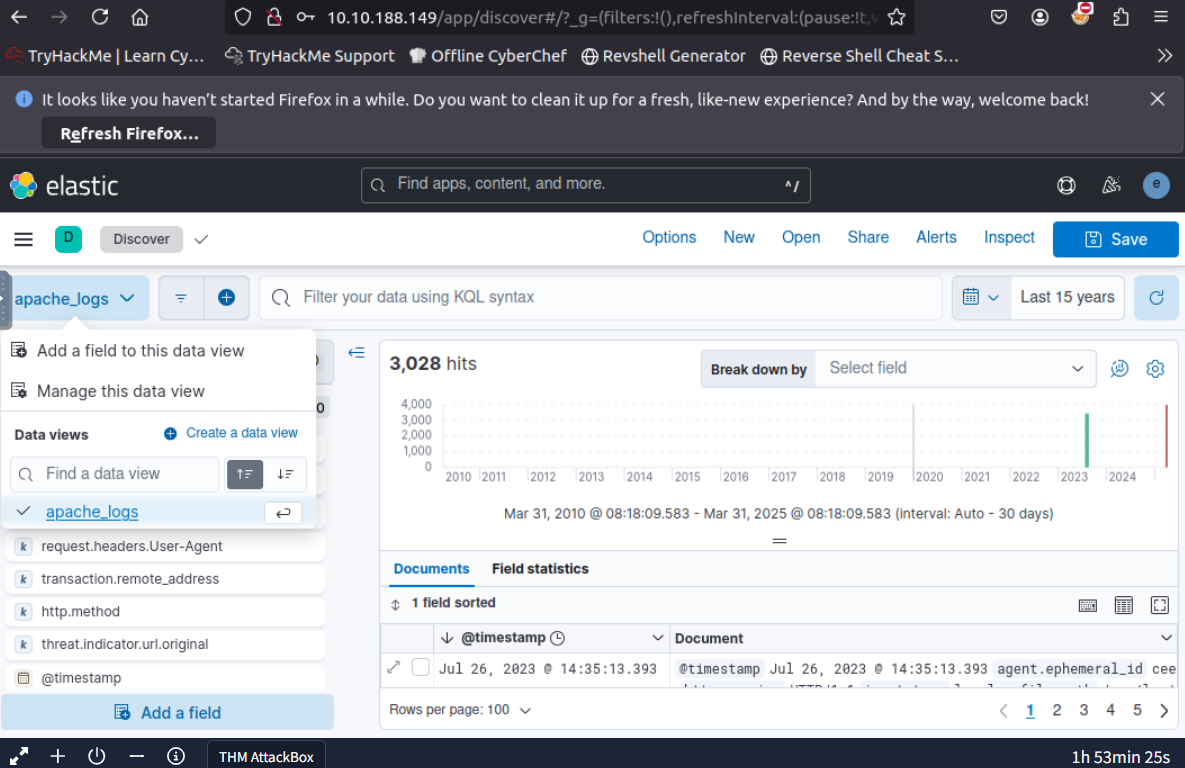 10.10.188.149/app/discover#/?_g=(filters:!(),refreshInterval:(pause:!t,v
TryHackMe | Learn Cy… TryHackMe Support Offline CyberChef Revshell Generator Reverse Shell Cheat S…
It looks like you haven't started Firefox in a while. Do you want to clean it up for a fresh, like-new experience? And by the way, welcome back!
Refresh Firefox…
elastic Find apps, content, and more. ^/ e
D Discover Options New Open Share Alerts Inspect Save
apache_logs Filter your data using KQL syntax Last 15 years
Add a field to this data view
Manage this data view
0
Data views Create a data view
Find a data view
apache_logs
k request.headers.User-Agent
k transaction.remote_address
k http.method
k threat.indicator.url.original
@timestamp
Add a field
3,028 hits Break down by Select field
4,000
3,000
2,000
1,000
0
2010 2011 2012 2013 2014 2015 2016 2017 2018 2019 2020 2021 2022 2023 2024
Mar 31, 2010 @ 08:18:09.583 - Mar 31, 2025 @ 08:18:09.583 (interval: Auto - 30 days)
Documents Field statistics
1 field sorted
@timestamp Document
Jul 26, 2023 @ 14:35:13.393 @timestamp Jul 26, 2023 @ 14:35:13.393 agent.ephemeral_id cee
Rows per page: 100 1 2 3 4 5
THM AttackBox 1h 53min 25s